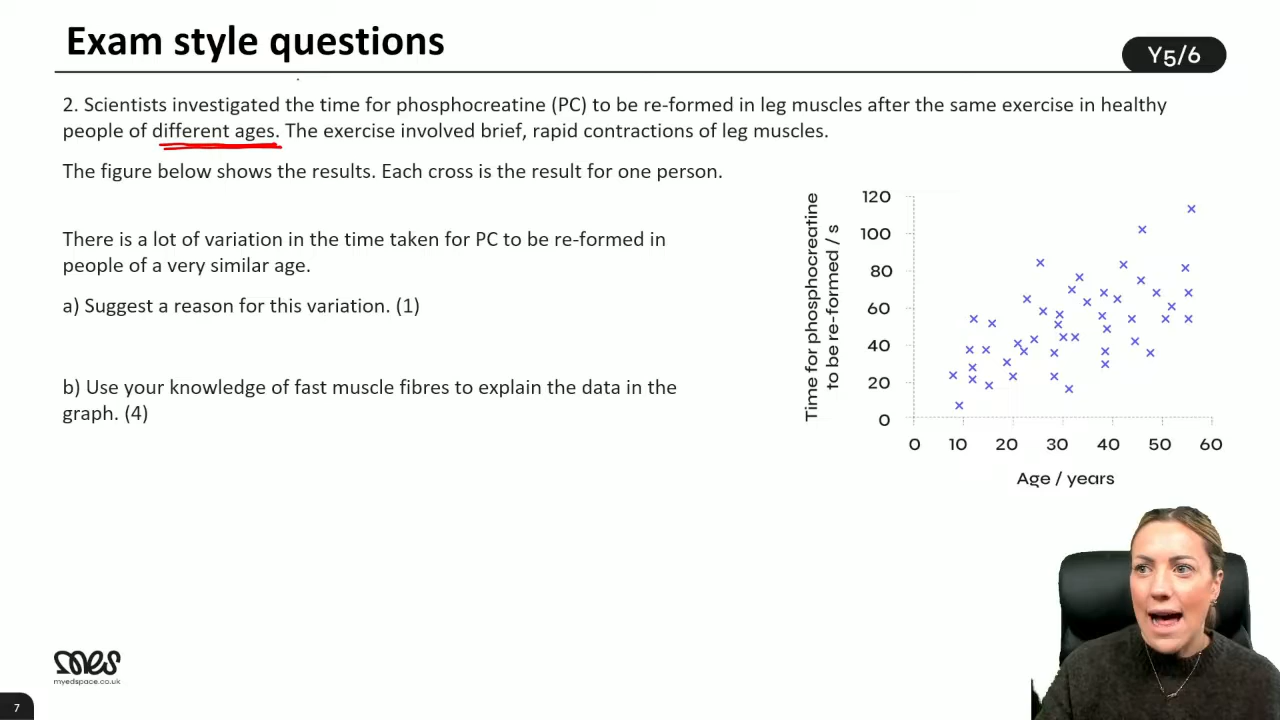 Exam style questions
Y5/6
2. Scientists investigated the time for phosphocreatine (PC) to be re-formed in leg muscles after the same exercise in healthy
people of different ages. The exercise involved brief, rapid contractions of leg muscles.
The figure below shows the results. Each cross is the result for one person.
There is a lot of variation in the time taken for PC to be re-formed in
people of a very similar age.
a) Suggest a reason for this variation. (1)
b) Use your knowledge of fast muscle fibres to explain the data in the
graph. (4)
Time for phosphocreatine
to be re-formed / s
120
100
80
60
40
20
0
0 10 20 30 40 50 60
Age / years
mes
myedspace.co.uk
7